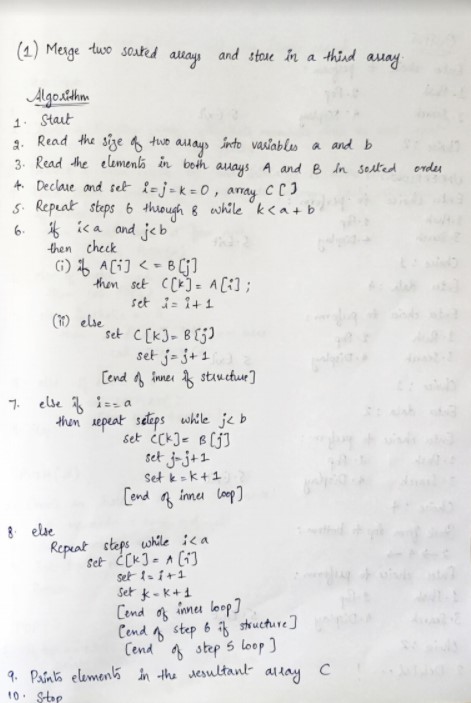 (1) Merge two sorted arrays and store in a third array.
Algorithm
1. Start
2. Read the size of two arrays into variables a and b
3. Read the elements in both arrays A and B in sorted order
4. Declare and set i=j=k=0, array C[]
5. Repeat steps 6 through 8 while k<a+b
6. if i<a and j<b
then check
(i) if A[i] <= B[j]
then set C[k]= A[i];
set i=i+1
(ii) else
set C[k]= B[j]
set j=j+1
[end of inner if structure]
7. else if i==a
then repeat steps while j<b
set C[k]= B[j]
set j=j+1
set k=k+1
[end of inner loop]
8. else
Repeat steps while i<a
set C[k]= A[i]
set i=i+1
set k=k+1
[end of inner loop]
[end of step 6 if structure]
[end of step 5 loop]
9. Prints elements in the resultant array C
10. Stop